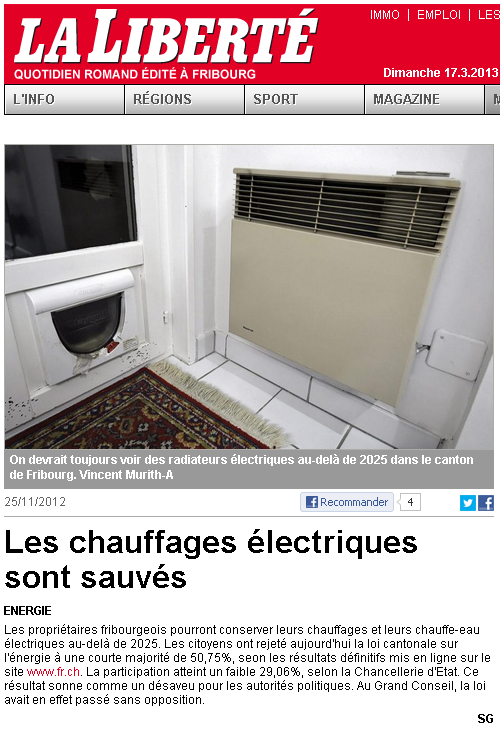 IMMO | EMPLOI | LES
LA LIBERTÉ
QUOTIDIEN ROMAND ÉDITÉ À FRIBOURG
Dimanche 17.3.2013
L'INFO RÉGIONS SPORT MAGAZINE
On devrait toujours voir des radiateurs électriques au-delà de 2025 dans le canton
de Fribourg. Vincent Murith-A
25/11/2012 Recommander 4
Les chauffages électriques
sont sauvés
ENERGIE
Les propriétaires fribourgeois pourront conserver leurs chauffages et leurs chauffe-eau
électriques au-delà de 2025. Les citoyens ont rejeté aujourd'hui la loi cantonale sur
l'énergie à une courte majorité de 50,75%, seon les résultats définitifs mis en ligne sur le
site www.fr.ch. La participation atteint un faible 29,06%, selon la Chancellerie d'Etat. Ce
résultat sonne comme un désaveu pour les autorités politiques. Au Grand Conseil, la loi
avait en effet passé sans opposition.
SG